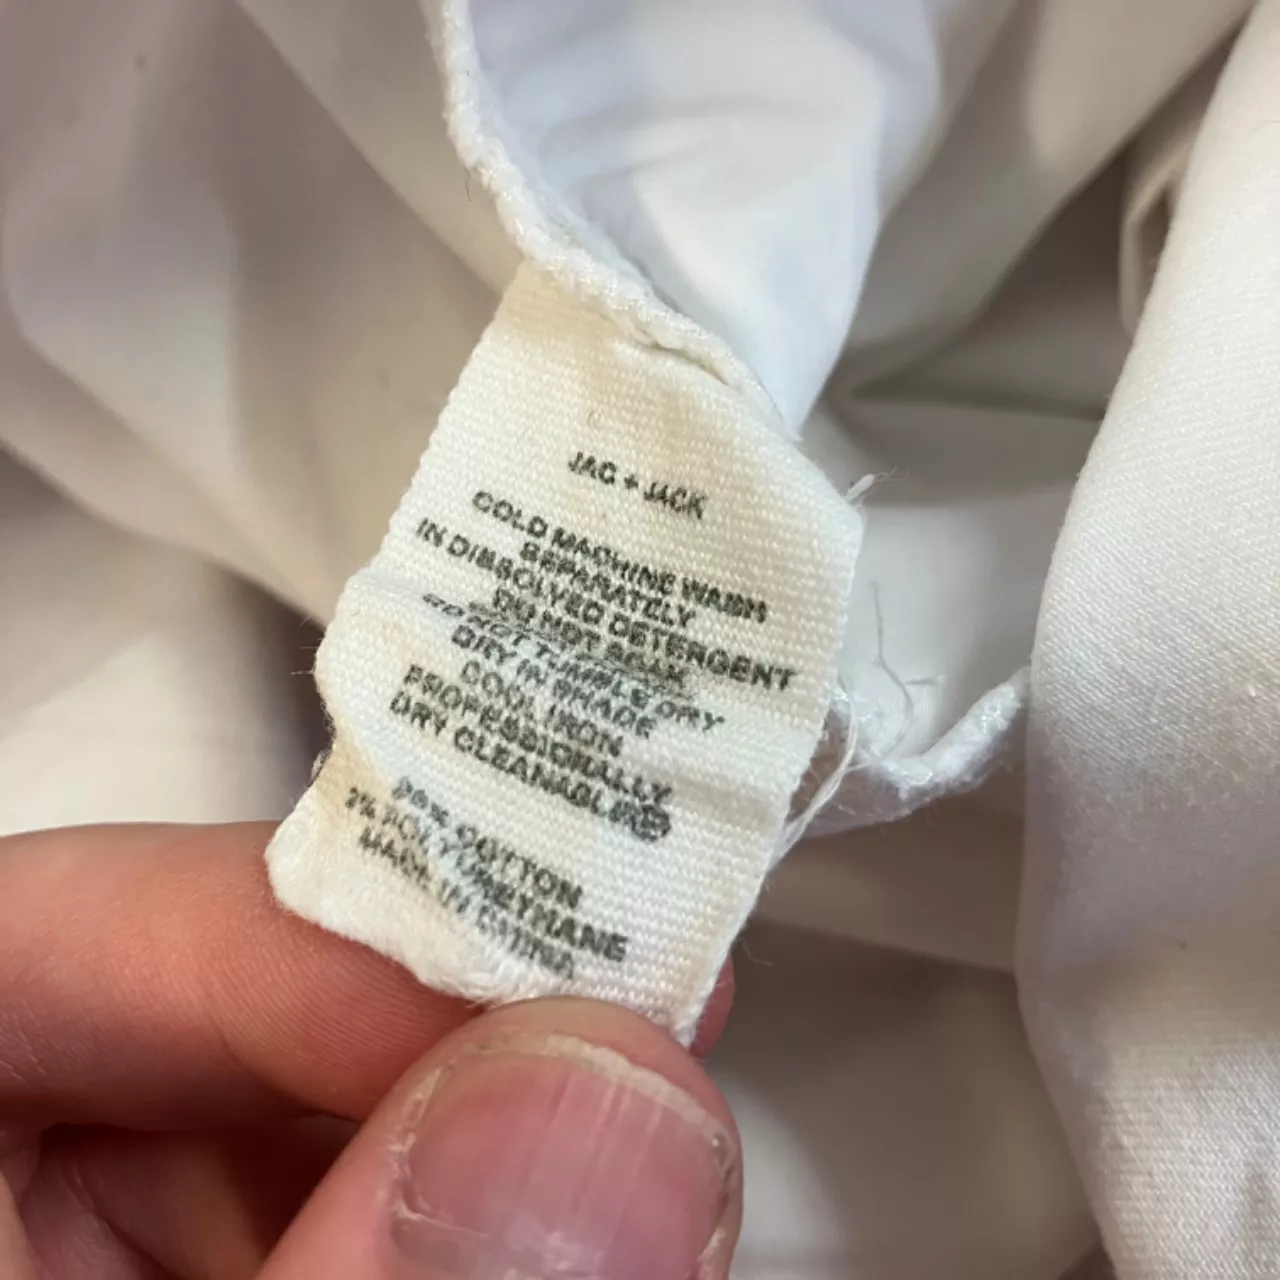 JAC + JACK
COLD MACHINE WASH
SEPARATELY
IN DISSOLVED DETERGENT
DO NOT SOAK
DO NOT TUMBLE DRY
DRY IN SHADE
COOL IRON
PROFESSIONALLY
DRY CLEANABLE Ⓟ
COTTON
POLYURETHANE
MADE IN CHINA